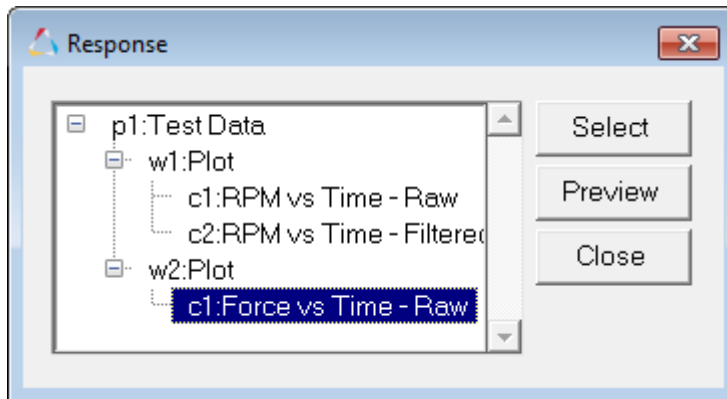 Response
p1:Test Data
w1:Plot
c1:RPM vs Time - Raw
c2:RPM vs Time - Filtered
w2:Plot
c1:Force vs Time - Raw
Select
Preview
Close